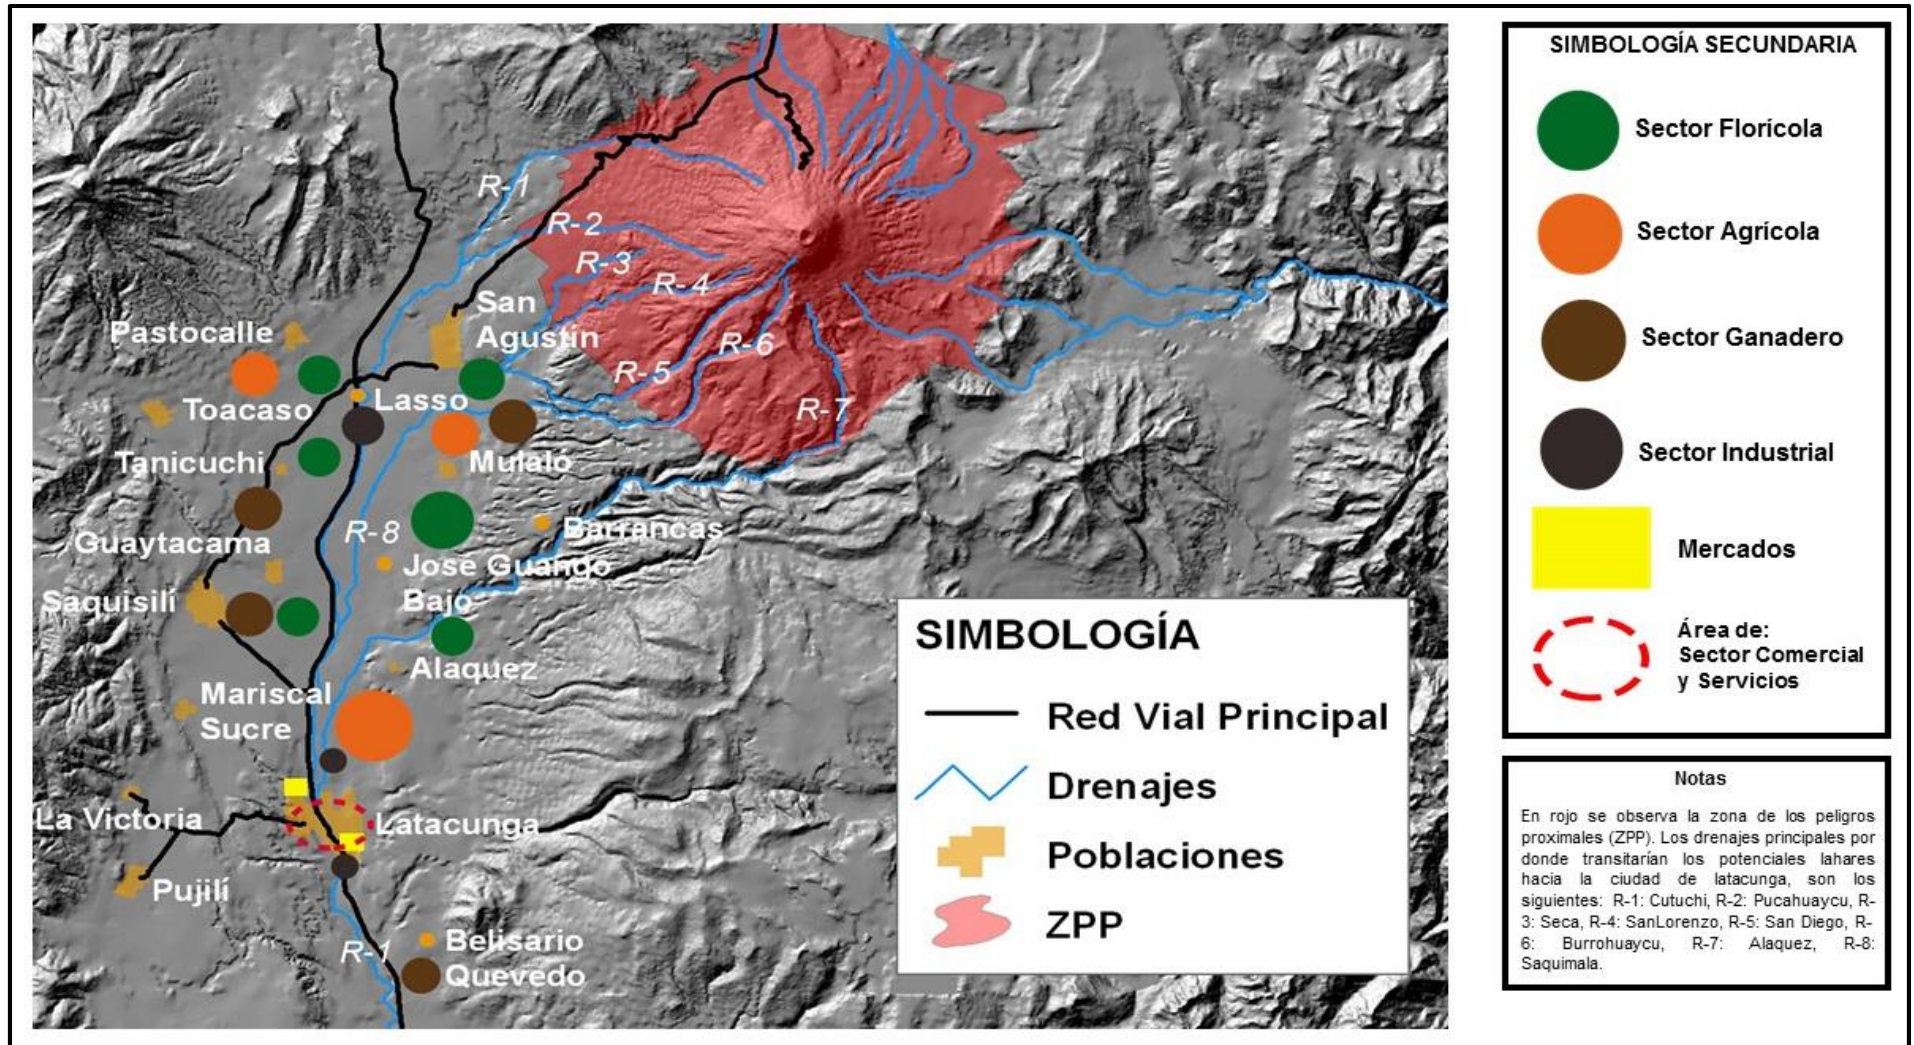 R-1
R-2
R-3
R-4
San
Agustín
Pastocalle
R-6
R-5
Lasso
Toacaso
R-7
Tanicuchi
Mulaló
R-8
Barrancas
Guaytacama
José Guango
Bajo
Saquisilí
Alaquez
Mariscal
Sucre
La Victoria
Latacunga
Pujilí
R-1
Belisario
Quevedo
SIMBOLOGÍA
Red Vial Principal
Drenajes
Poblaciones
ZPP
SIMBOLOGÍA SECUNDARIA
Sector Florícola
Sector Agrícola
Sector Ganadero
Sector Industrial
Mercados
Área de:
Sector Comercial
y Servicios
Notas
En rojo se observa la zona de los peligros
proximales (ZPP). Los drenajes principales por
donde transitarían los potenciales lahares
hacia la ciudad de latacunga, son los
siguientes: R-1: Cutuchi, R-2: Pucahuaycu, R-
3: Seca, R-4: SanLorenzo, R-5: San Diego, R-
6: Burrohuaycu, R-7: Alaquez, R-8:
Saquimala.